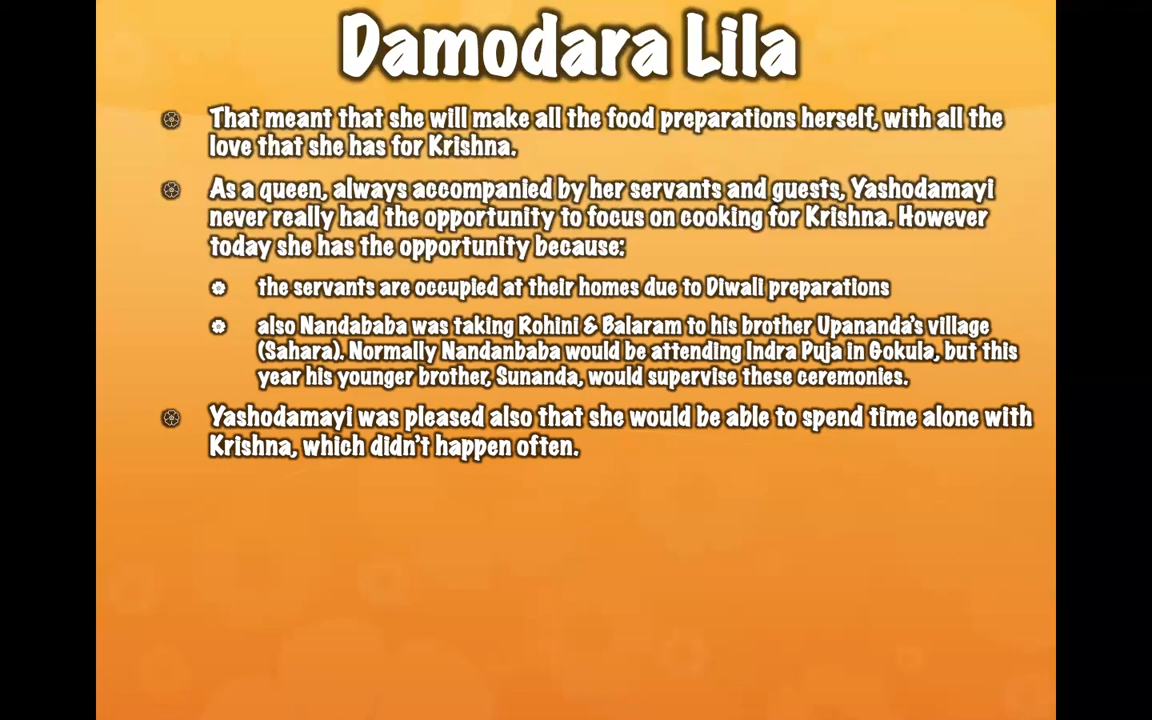 Damodara Lila
That meant that she will make all the food preparations herself, with all the
love that she has for Krishna.
As a queen, always accompanied by her servants and guests, Yashodamayi
never really had the opportunity to focus on cooking for Krishna. However
today she has the opportunity because:
the servants are occupied at their homes due to Diwali preparations
also Nandababa was taking Rohini & Balaram to his brother Upananda's village
(Sahara). Normally Nandanbaba would be attending Indra Puja in Gokula, but this
year his younger brother, Sunanda, would supervise these ceremonies.
Yashodamayi was pleased also that she would be able to spend time alone with
Krishna, which didn't happen often.